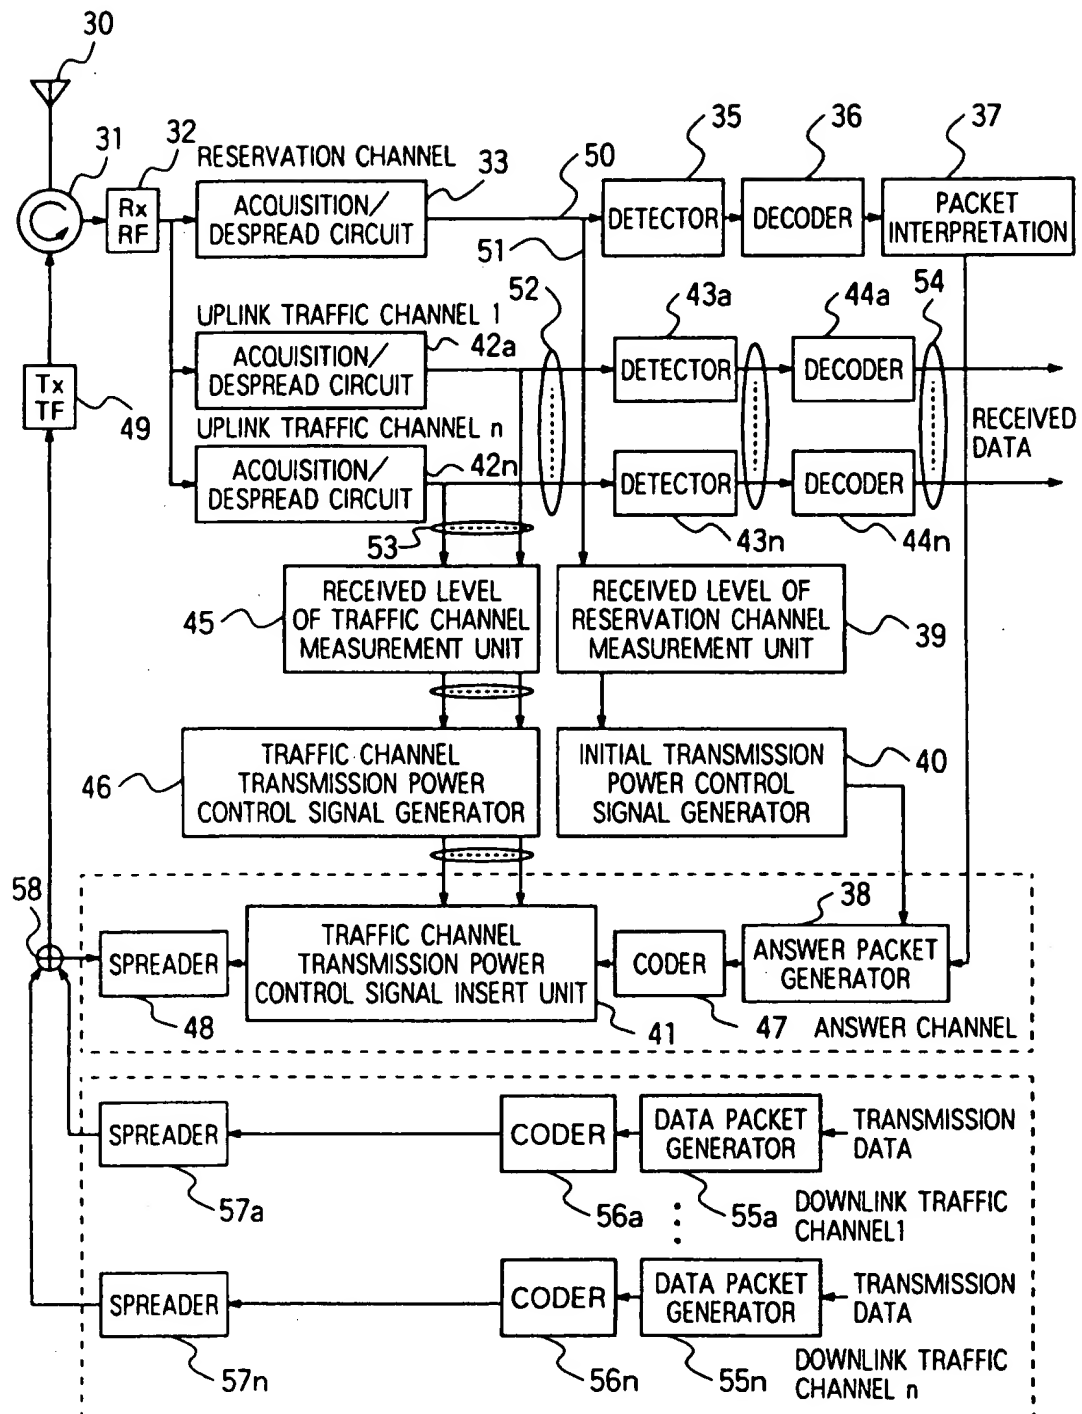 30
31
32
RESERVATION CHANNEL
33
35
36
37
Rx
RF
ACQUISITION/
DESPREAD CIRCUIT
50
DETECTOR
DECODER
PACKET
INTERPRETATION
51
52
UPLINK TRAFFIC CHANNEL 1
42a
43a
44a
54
ACQUISITION/
DESPREAD CIRCUIT
DETECTOR
DECODER
Tx
TF
49
UPLINK TRAFFIC CHANNEL n
42n
RECEIVED
DATA
ACQUISITION/
DESPREAD CIRCUIT
DETECTOR
DECODER
53
43n
44n
45
RECEIVED LEVEL
OF TRAFFIC CHANNEL
MEASUREMENT UNIT
RECEIVED LEVEL OF
RESERVATION CHANNEL
MEASUREMENT UNIT
39
46
TRAFFIC CHANNEL
TRANSMISSION POWER
CONTROL SIGNAL GENERATOR
INITIAL TRANSMISSION
POWER CONTROL
SIGNAL GENERATOR
40
58
38
SPREADER
48
TRAFFIC CHANNEL
TRANSMISSION POWER
CONTROL SIGNAL INSERT UNIT
41
CODER
47
ANSWER PACKET
GENERATOR
ANSWER CHANNEL
SPREADER
57a
CODER
56a
DATA PACKET
GENERATOR
55a
TRANSMISSION
DATA
DOWNLINK TRAFFIC
CHANNEL1
SPREADER
57n
CODER
56n
DATA PACKET
GENERATOR
55n
TRANSMISSION
DATA
DOWNLINK TRAFFIC
CHANNEL n